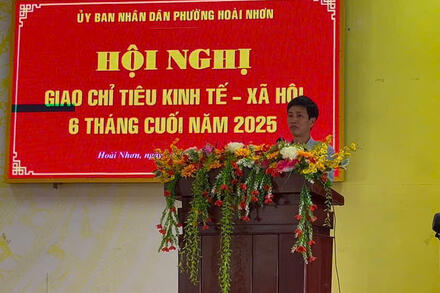 ỦY BAN NHÂN DÂN PHƯỜNG HOÀI NHƠN
HỘI NGHỊ
GIAO CHỈ TIÊU KINH TẾ – XÃ HỘI
6 THÁNG CUỐI NĂM 2025
Hoài Nhơn, ngày